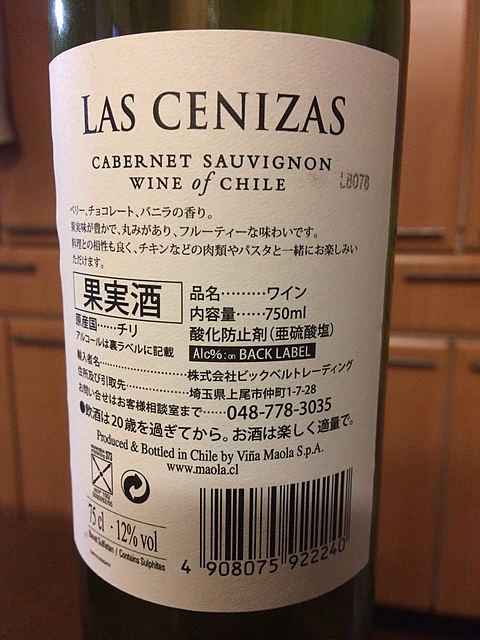 LAS CENIZAS
CABERNET SAUVIGNON
WINE of CHILE
L8078
ベリー、チョコレート、バニラの香り。
果実味が豊かで、丸みがあり、フルーティーな味わいです。
料理との相性も良く、チキンなどの肉類やパスタと一緒にお楽しみい
ただけます。
果実酒
品名………ワイン
内容量……750ml
原産国……チリ
酸化防止剤（亜硫酸塩）
アルコールは裏ラベルに記載
Alc%: on BACK LABEL
輸入者名……………………株式会社ビックベルトレーディング
住所及び引取先……………埼玉県上尾市仲町1-7-28
お問い合せはお客様相談室まで……048-778-3035
●飲酒は20歳を過ぎてから。お酒は楽しく適量で。
Produced & Bottled in Chile by Viña Maola S.p.A.
www.maola.cl
75 cl - 12% vol
/ Contains Sulphites
4 908075 922240